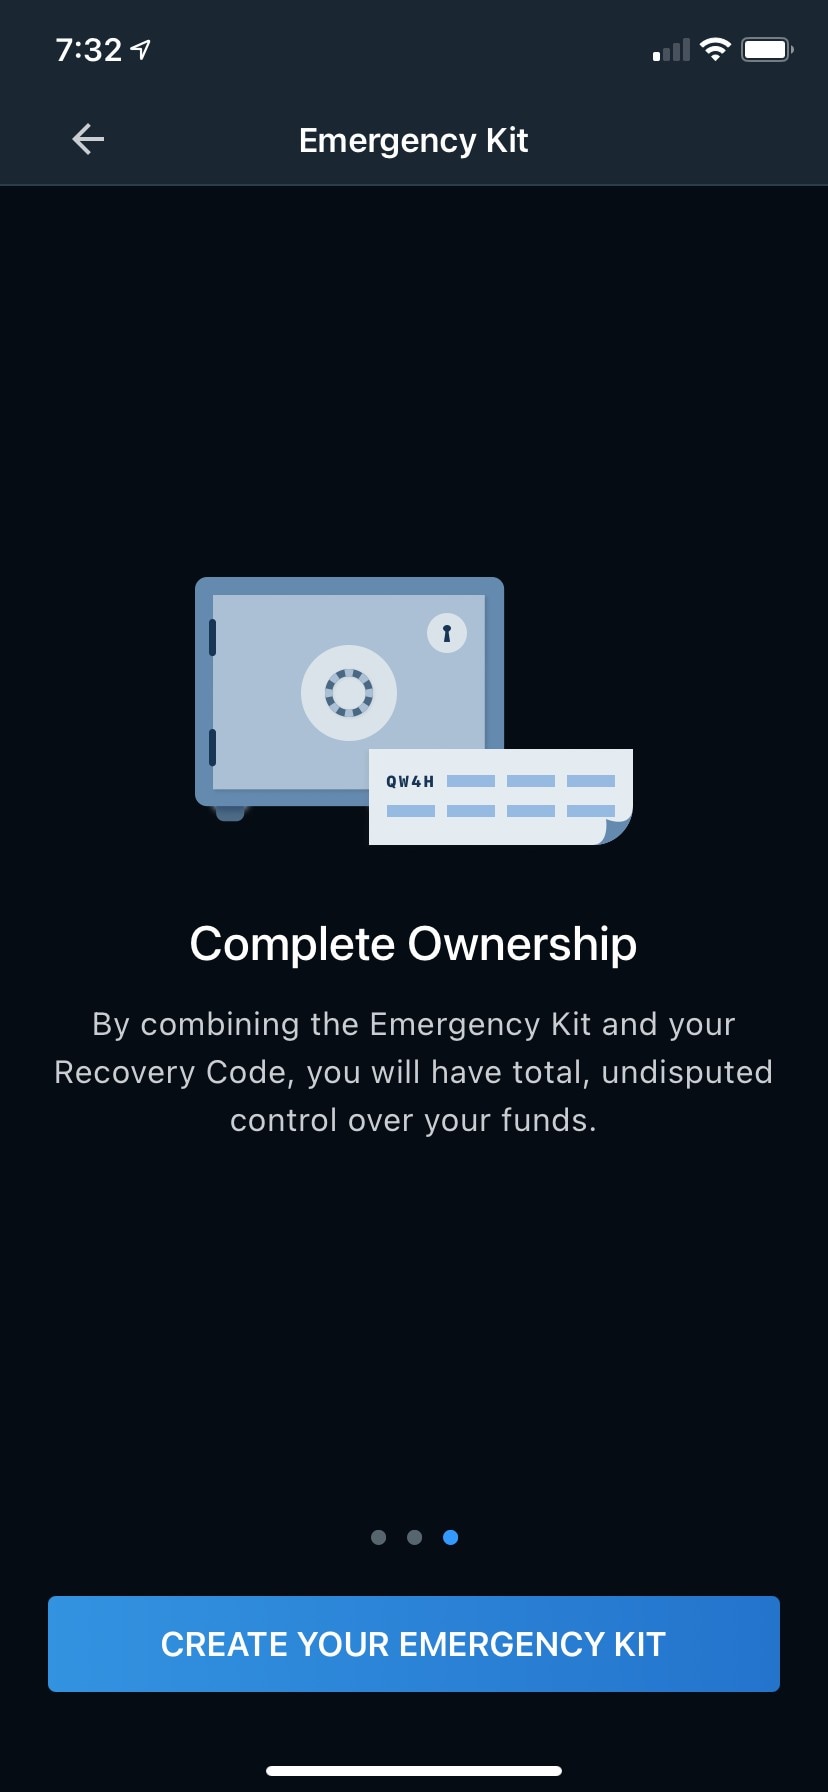 7:32
Emergency Kit
QW4H
Complete Ownership
By combining the Emergency Kit and your
Recovery Code, you will have total, undisputed
control over your funds.
CREATE YOUR EMERGENCY KIT